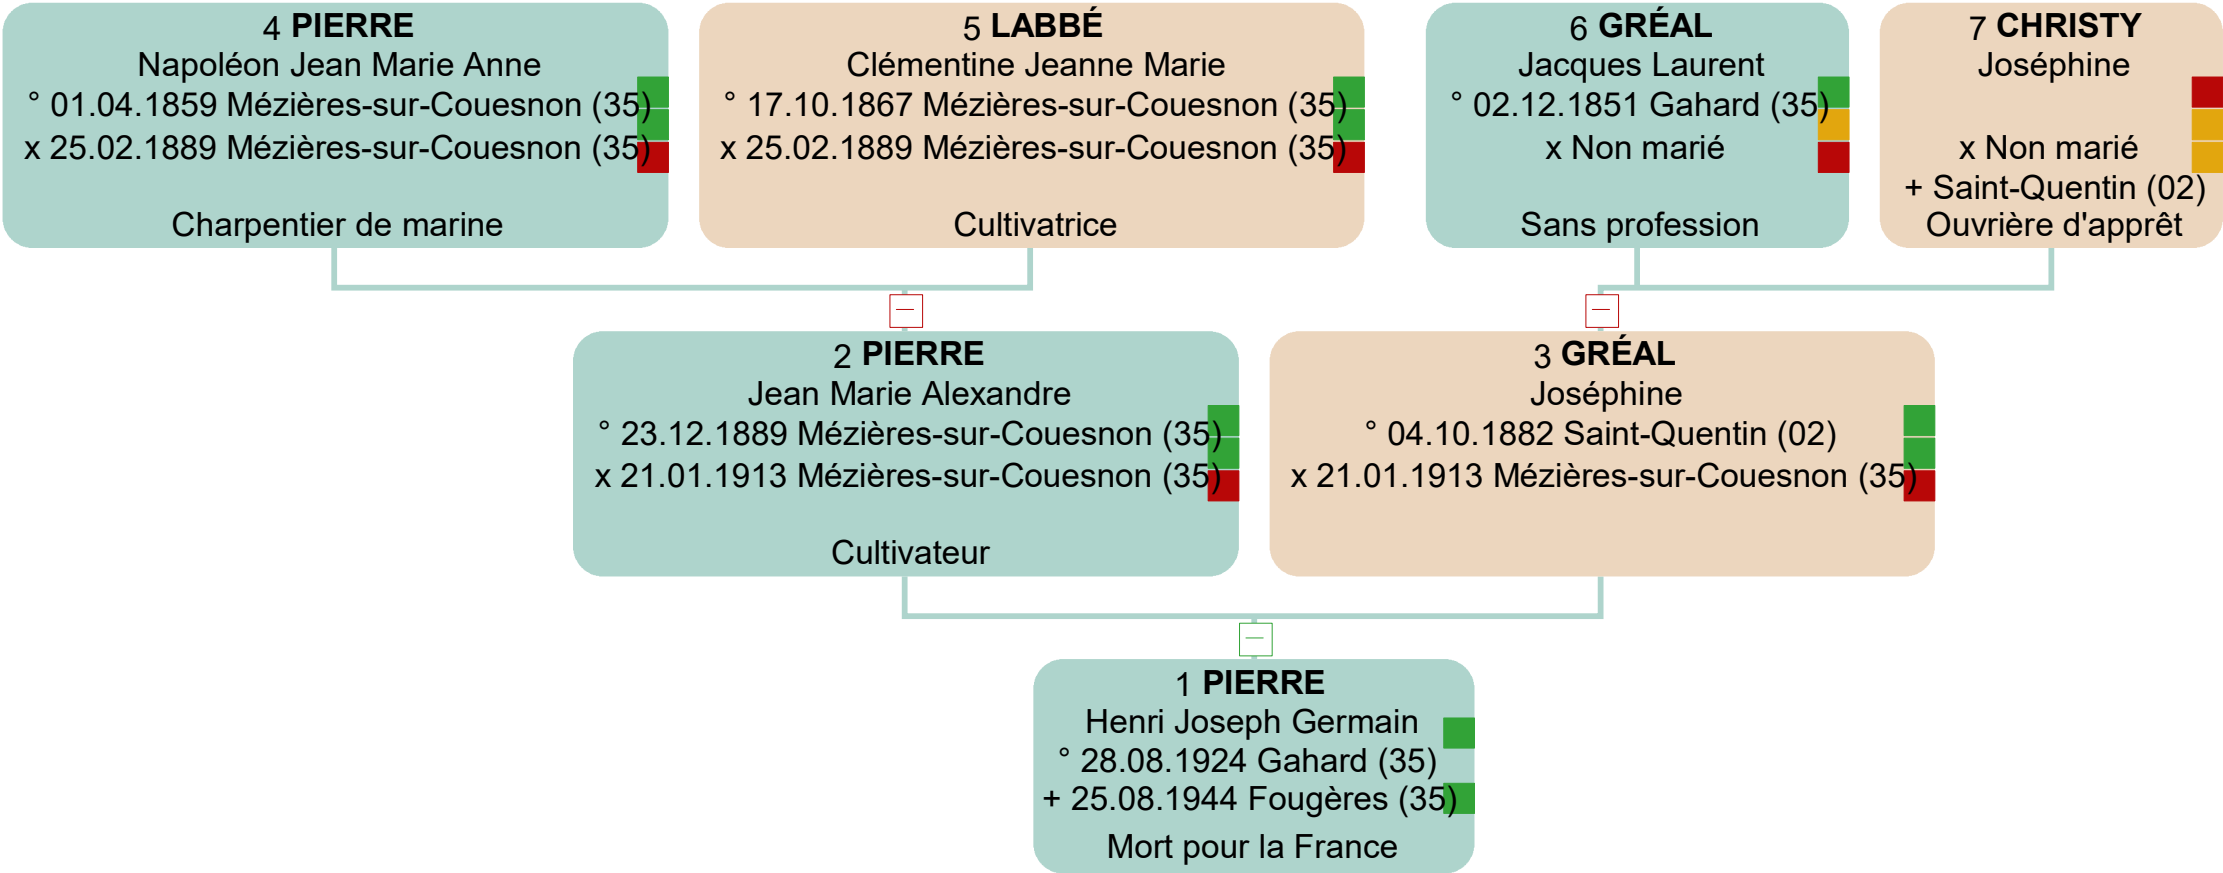 4 PIERRE
Napoléon Jean Marie Anne
° 01.04.1859 Mézières-sur-Couesnon (35)
x 25.02.1889 Mézières-sur-Couesnon (35)
Charpentier de marine
5 LABBÉ
Clémentine Jeanne Marie
° 17.10.1867 Mézières-sur-Couesnon (35)
x 25.02.1889 Mézières-sur-Couesnon (35)
Cultivatrice
6 GRÉAL
Jacques Laurent
° 02.12.1851 Gahard (35)
x Non marié
Sans profession
7 CHRISTY
Joséphine
x Non marié
+ Saint-Quentin (02)
Ouvrière d'apprêt
2 PIERRE
Jean Marie Alexandre
° 23.12.1889 Mézières-sur-Couesnon (35)
x 21.01.1913 Mézières-sur-Couesnon (35)
Cultivateur
3 GRÉAL
Joséphine
° 04.10.1882 Saint-Quentin (02)
x 21.01.1913 Mézières-sur-Couesnon (35)
1 PIERRE
Henri Joseph Germain
° 28.08.1924 Gahard (35)
+ 25.08.1944 Fougères (35)
Mort pour la France